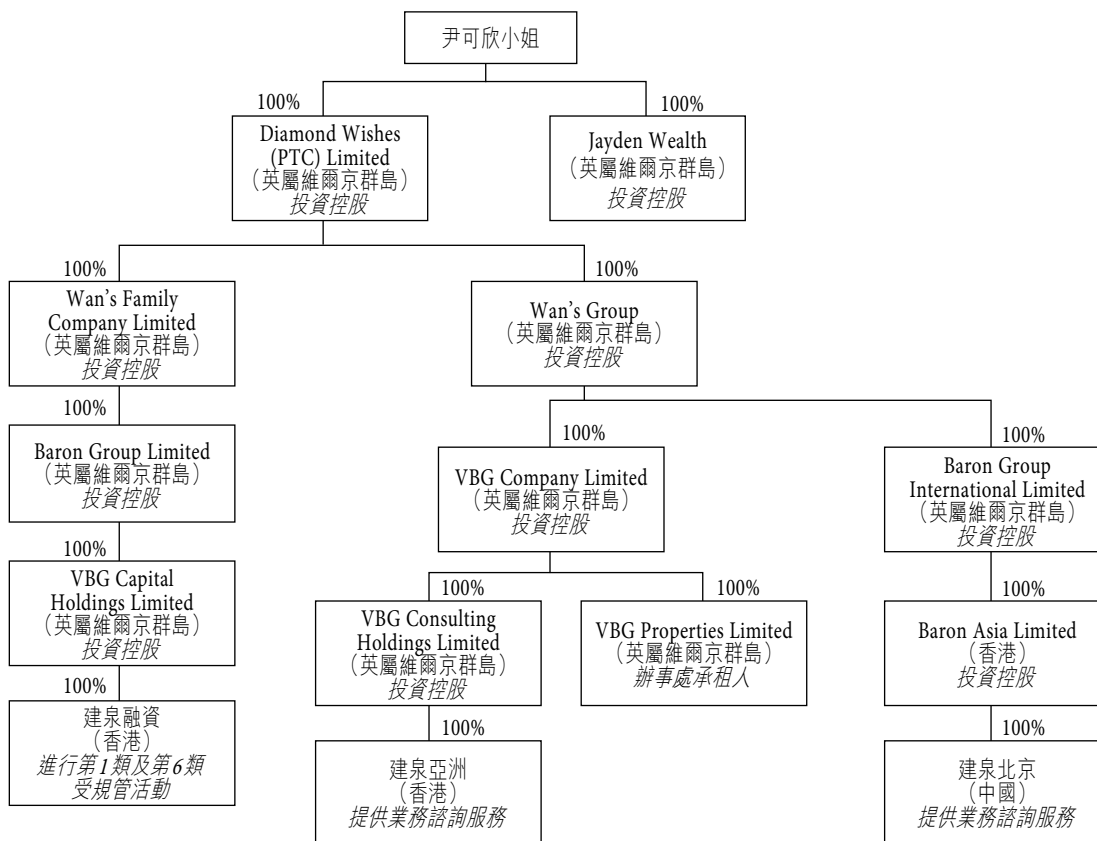 尹可欣小姐
100%
100%
Diamond Wishes
(PTC) Limited
（英屬維爾京群島）
投資控股
Jayden Wealth
（英屬維爾京群島）
投資控股
100%
100%
Wan's Family
Company Limited
（英屬維爾京群島）
投資控股
Wan's Group
（英屬維爾京群島）
投資控股
100%
100%
100%
Baron Group Limited
（英屬維爾京群島）
投資控股
VBG Company Limited
（英屬維爾京群島）
投資控股
Baron Group
International Limited
（英屬維爾京群島）
投資控股
100%
100%
100%
100%
VBG Capital
Holdings Limited
（英屬維爾京群島）
投資控股
VBG Consulting
Holdings Limited
（英屬維爾京群島）
投資控股
VBG Properties Limited
（英屬維爾京群島）
辦事處承租人
Baron Asia Limited
（香港）
投資控股
100%
100%
100%
建泉融資
（香港）
進行第1類及第6類
受規管活動
建泉亞洲
（香港）
提供業務諮詢服務
建泉北京
（中國）
提供業務諮詢服務